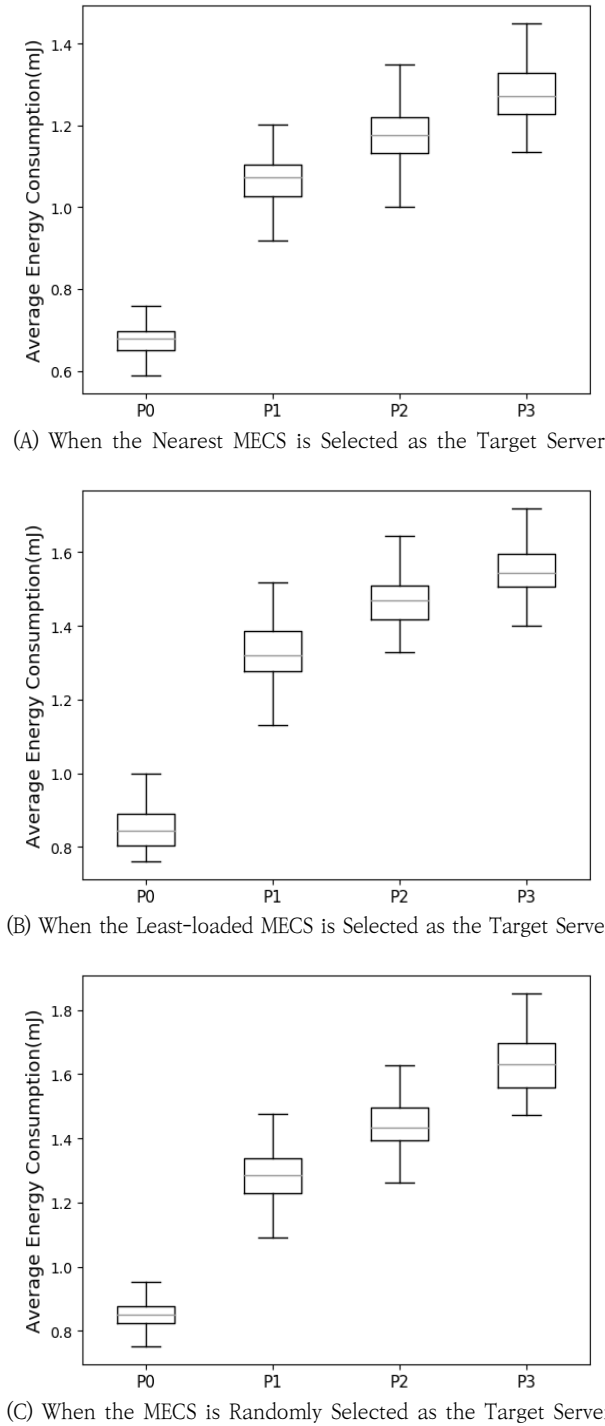 Average Energy Consumption(mJ)
1.4
1.2
1.0
0.8
0.6
P0 P1 P2 P3
(A) When the Nearest MECS is Selected as the Target Server
Average Energy Consumption(mJ)
1.6
1.4
1.2
1.0
0.8
P0 P1 P2 P3
(B) When the Least-loaded MECS is Selected as the Target Serve
Average Energy Consumption(mJ)
1.8
1.6
1.4
1.2
1.0
0.8
P0 P1 P2 P3
(C) When the MECS is Randomly Selected as the Target Serve